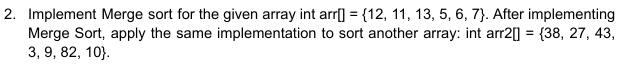 2. Implement Merge sort for the given array int arr[] = {12, 11, 13, 5, 6, 7}. After implementing
Merge Sort, apply the same implementation to sort another array: int arr2[] = {38, 27, 43,
3, 9, 82, 10}.